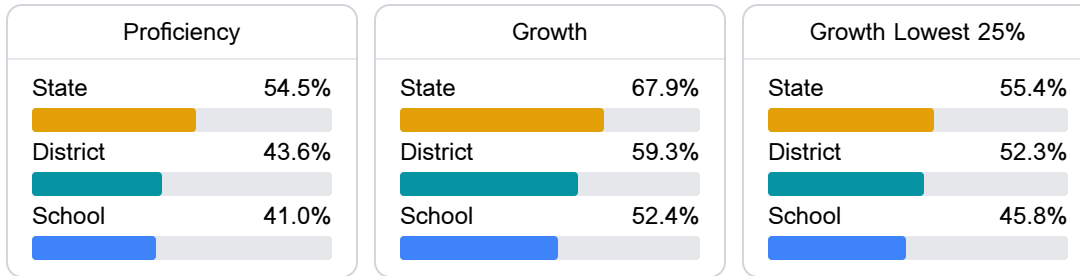 Proficiency
State 54.5%
District 43.6%
School 41.0%
Growth
State 67.9%
District 59.3%
School 52.4%
Growth Lowest 25%
State 55.4%
District 52.3%
School 45.8%